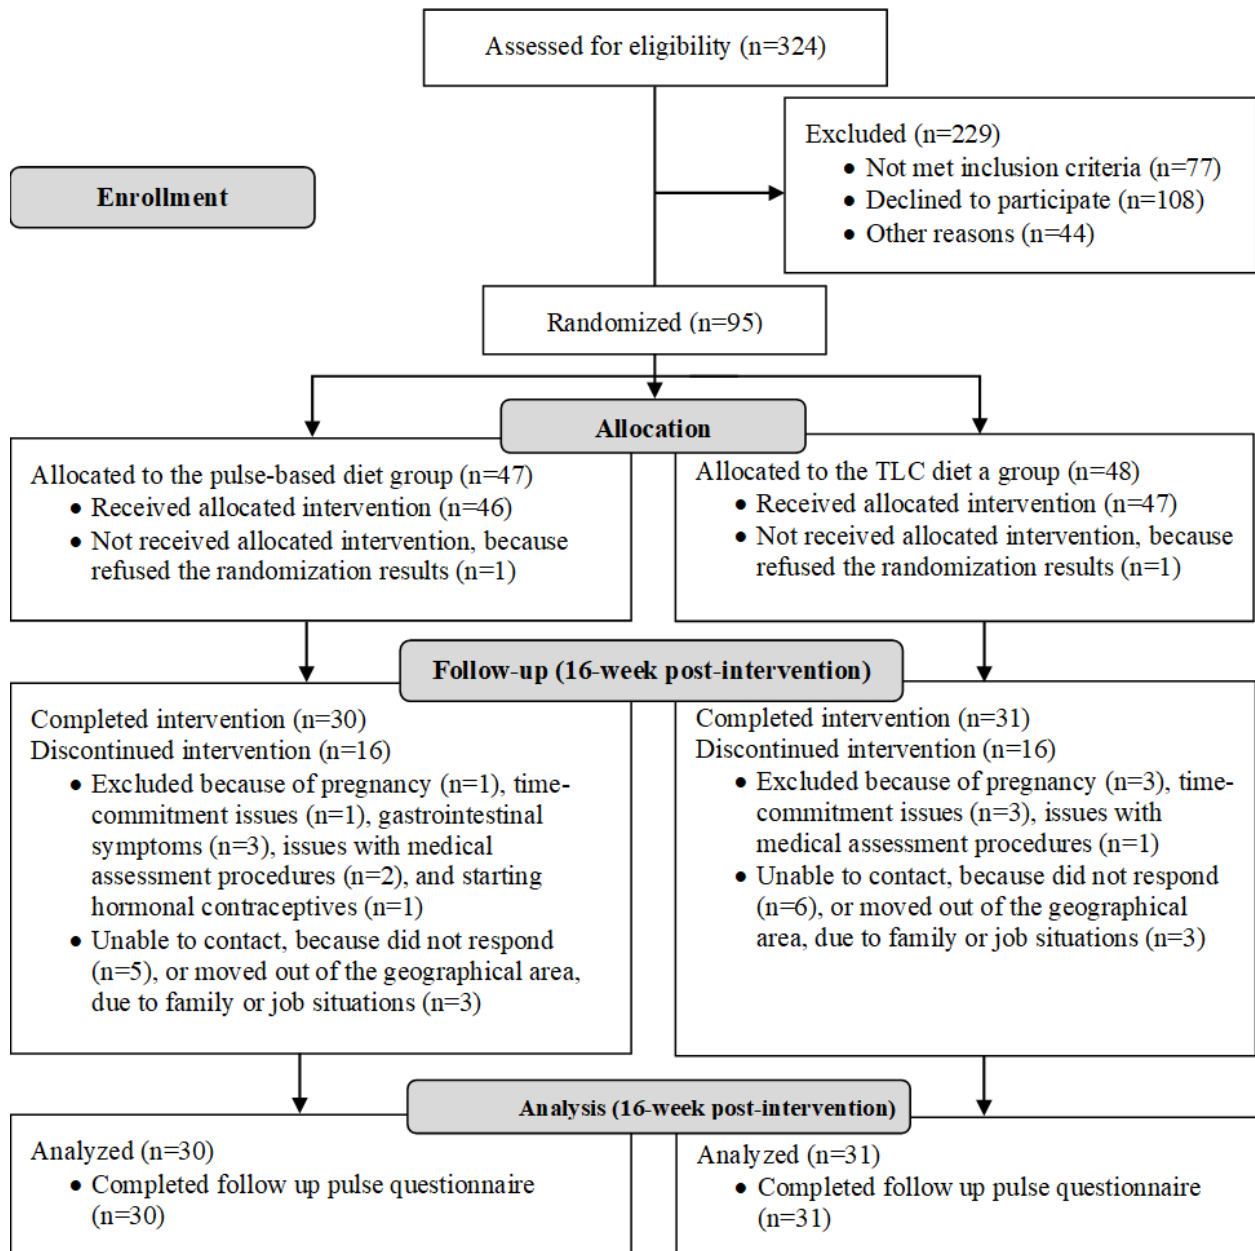 Assessed for eligibility (n=324)
Excluded (n=229)
• Not met inclusion criteria (n=77)
• Declined to participate (n=108)
• Other reasons (n=44)
Enrollment
Randomized (n=95)
Allocation
Allocated to the pulse-based diet group (n=47)
• Received allocated intervention (n=46)
• Not received allocated intervention, because
refused the randomization results (n=1)
Allocated to the TLC diet a group (n=48)
• Received allocated intervention (n=47)
• Not received allocated intervention, because
refused the randomization results (n=1)
Follow-up (16-week post-intervention)
Completed intervention (n=30)
Discontinued intervention (n=16)
• Excluded because of pregnancy (n=1), time-
commitment issues (n=1), gastrointestinal
symptoms (n=3), issues with medical
assessment procedures (n=2), and starting
hormonal contraceptives (n=1)
• Unable to contact, because did not respond
(n=5), or moved out of the geographical area,
due to family or job situations (n=3)
Completed intervention (n=31)
Discontinued intervention (n=16)
• Excluded because of pregnancy (n=3), time-
commitment issues (n=3), issues with
medical assessment procedures (n=1)
• Unable to contact, because did not respond
(n=6), or moved out of the geographical
area, due to family or job situations (n=3)
Analysis (16-week post-intervention)
Analyzed (n=30)
• Completed follow up pulse questionnaire
(n=30)
Analyzed (n=31)
• Completed follow up pulse questionnaire
(n=31)